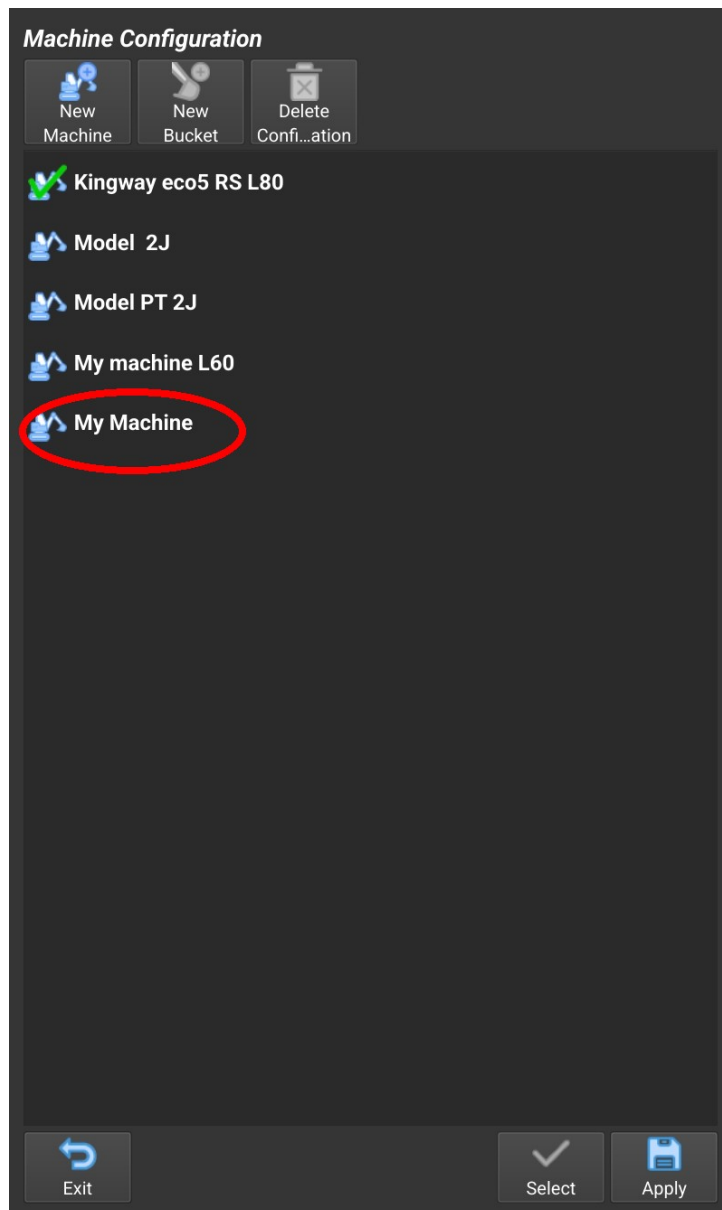 Machine Configuration
New
Machine
New
Bucket
Delete
Confi...ation
Kingway eco5 RS L80
Model  2J
Model PT 2J
My machine L60
My Machine
Exit
Select
Apply